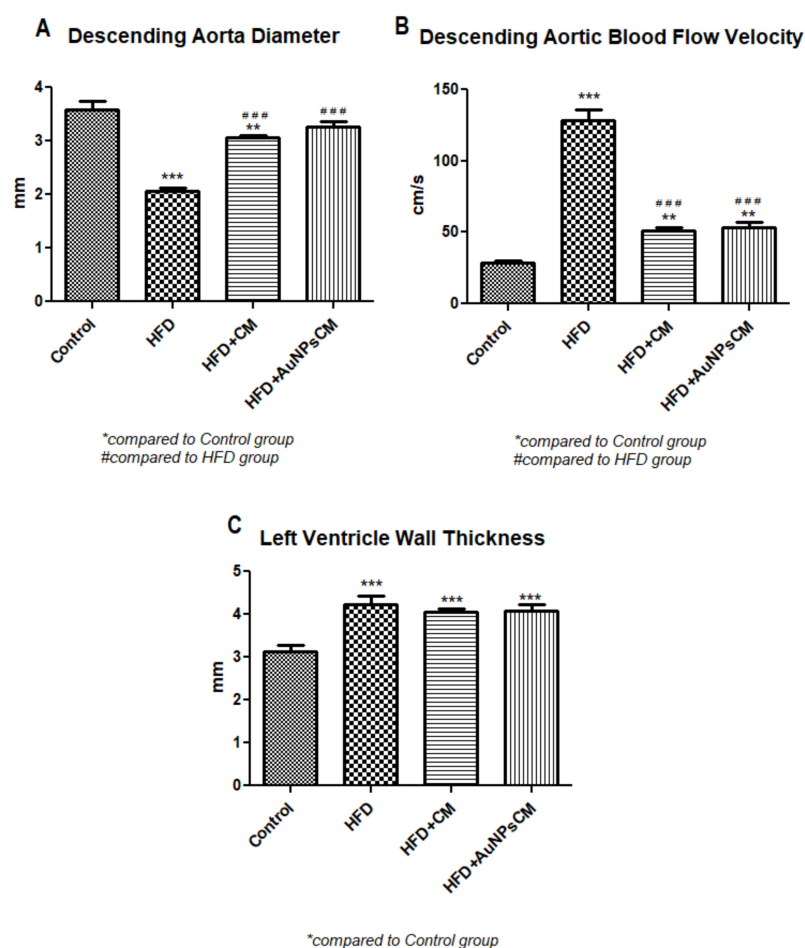 A Descending Aorta Diameter
mm
4
3
2
1
0
***
###
**
###
Control
HFD
HFD+CM
HFD+AuNPsCM
*compared to Control group
#compared to HFD group
B Descending Aortic Blood Flow Velocity
cm/s
150
100
50
0
***
###
**
###
**
Control
HFD
HFD+CM
HFD+AuNPsCM
*compared to Control group
#compared to HFD group
C Left Ventricle Wall Thickness
mm
5
4
3
2
1
0
***
***
***
Control
HFD
HFD+CM
HFD+AuNPsCM
*compared to Control group